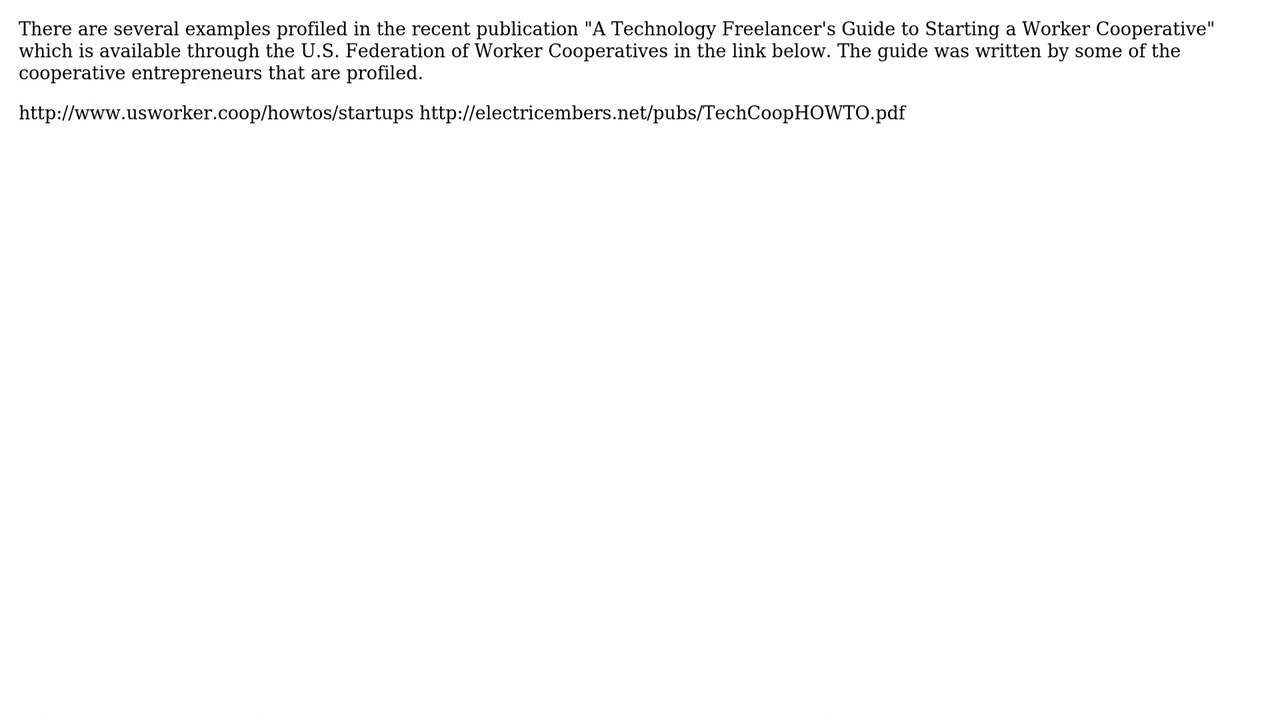 There are several examples profiled in the recent publication "A Technology Freelancer's Guide to Starting a Worker Cooperative"
which is available through the U.S. Federation of Worker Cooperatives in the link below. The guide was written by some of the
cooperative entrepreneurs that are profiled.
http://www.usworker.coop/howtos/startups http://electricembers.net/pubs/TechCoopHOWTO.pdf